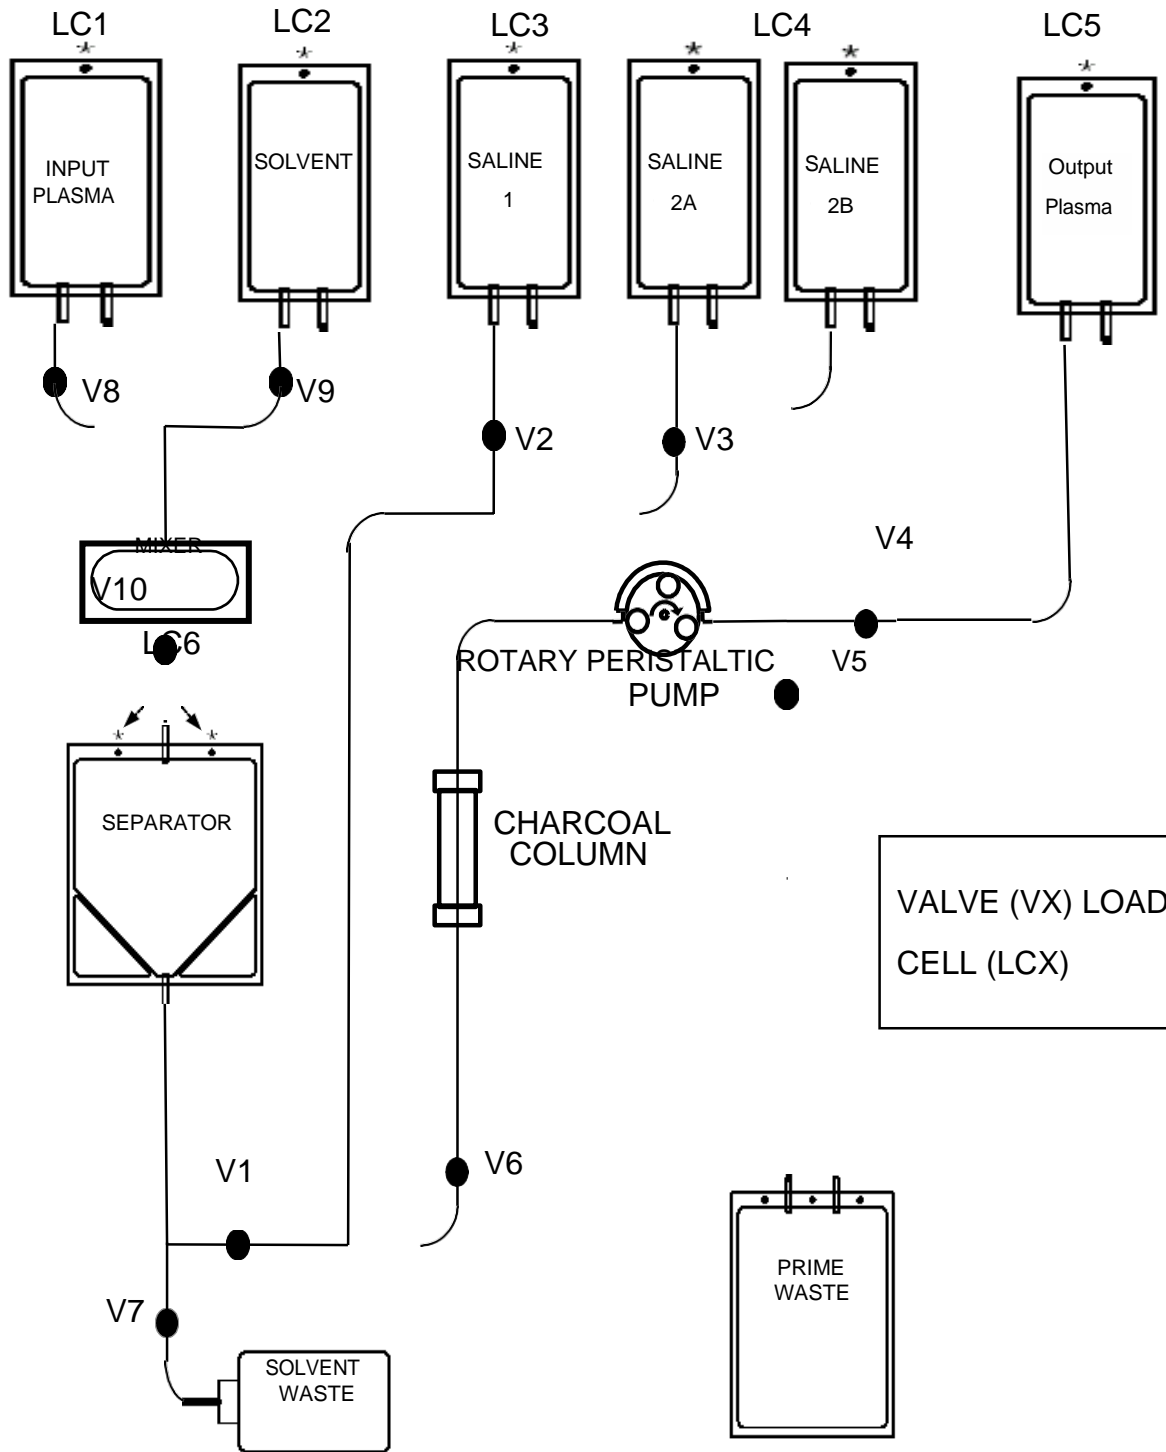 LC1
LC2
LC3
LC4
LC5
INPUT
PLASMA
SOLVENT
SALINE
1
SALINE
2A
SALINE
2B
Output
Plasma
V8
V9
V2
V3
V4
MIXER
V10
LC6
V5
ROTARY PERISTALTIC
PUMP
SEPARATOR
CHARCOAL
COLUMN
VALVE (VX) LOAD
CELL (LCX)
V1
V6
PRIME
WASTE
V7
SOLVENT
WASTE